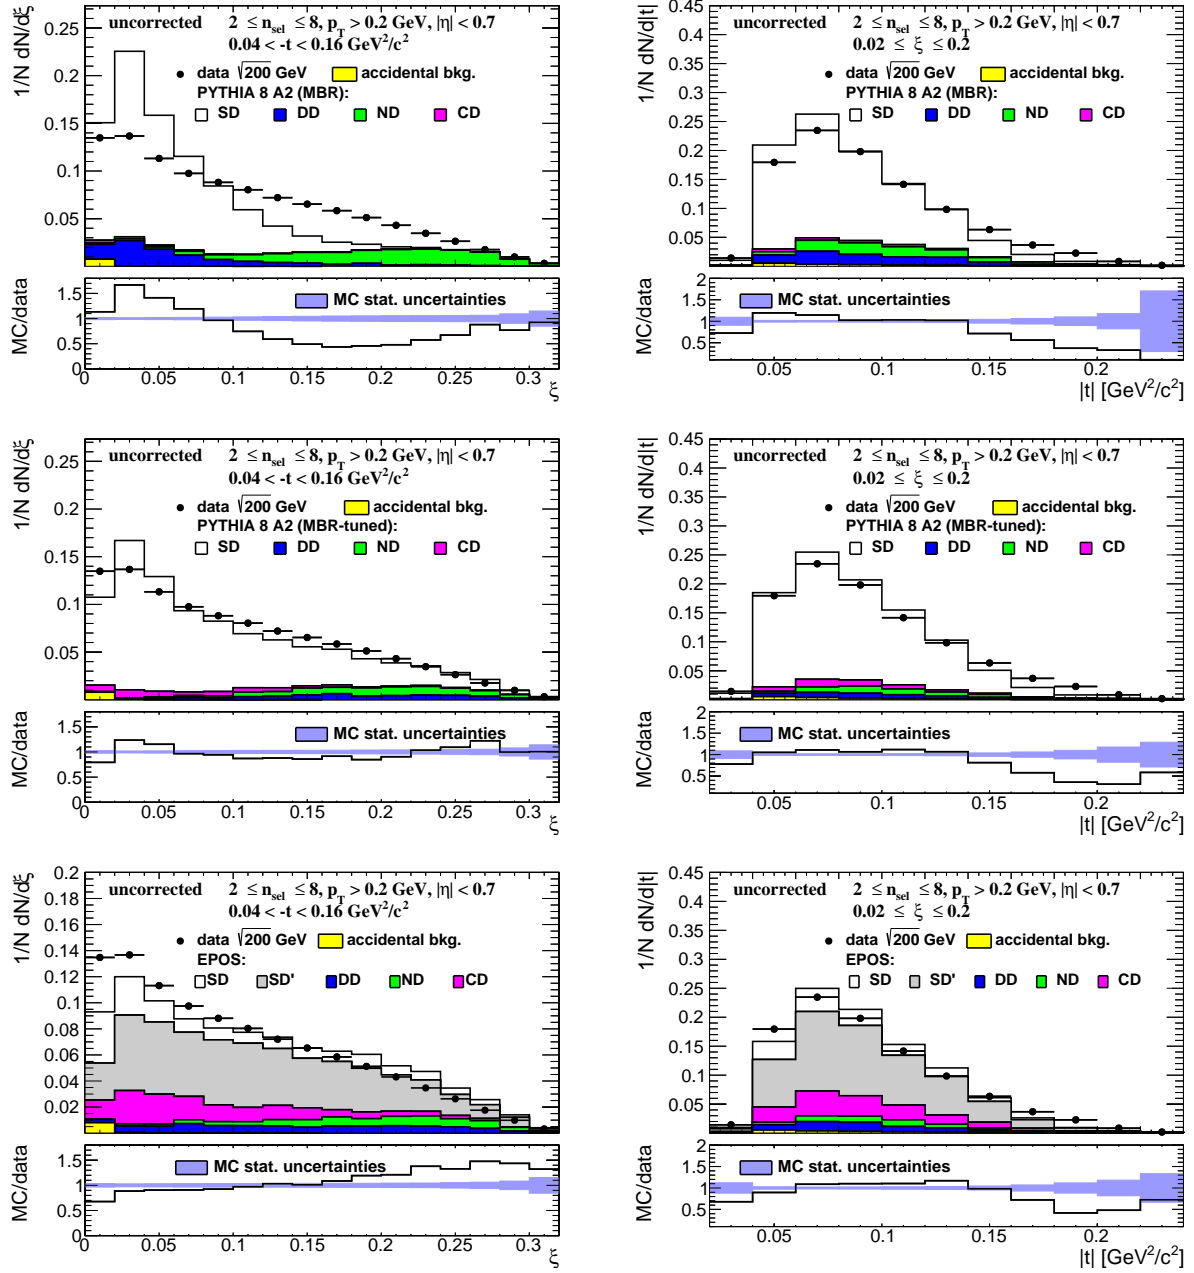 1/N dN/dξ
uncorrected 2 ≤ n_sel ≤ 8, p_T > 0.2 GeV, |η| < 0.7
0.04 < -t < 0.16 GeV²/c²
data √200 GeV accidental bkg.
PYTHIA 8 A2 (MBR):
SD DD ND CD
0.25
0.2
0.15
0.1
0.05
MC/data
MC stat. uncertainties
1.5
1
0.5
0
0 0.05 0.1 0.15 0.2 0.25 0.3
ξ
1/N dN/d|t|
uncorrected 2 ≤ n_sel ≤ 8, p_T > 0.2 GeV, |η| < 0.7
0.02 ≤ ξ ≤ 0.2
data √200 GeV accidental bkg.
PYTHIA 8 A2 (MBR):
SD DD ND CD
0.45
0.4
0.35
0.3
0.25
0.2
0.15
0.1
0.05
MC/data
MC stat. uncertainties
2
1.5
1
0.5
0.05 0.1 0.15 0.2
|t| [GeV²/c²]
1/N dN/dξ
uncorrected 2 ≤ n_sel ≤ 8, p_T > 0.2 GeV, |η| < 0.7
0.04 < -t < 0.16 GeV²/c²
data √200 GeV accidental bkg.
PYTHIA 8 A2 (MBR-tuned):
SD DD ND CD
0.25
0.2
0.15
0.1
0.05
MC/data
MC stat. uncertainties
1.5
1
0.5
0
0 0.05 0.1 0.15 0.2 0.25 0.3
ξ
1/N dN/d|t|
uncorrected 2 ≤ n_sel ≤ 8, p_T > 0.2 GeV, |η| < 0.7
0.02 ≤ ξ ≤ 0.2
data √200 GeV accidental bkg.
PYTHIA 8 A2 (MBR-tuned):
SD DD ND CD
0.45
0.4
0.35
0.3
0.25
0.2
0.15
0.1
0.05
MC/data
MC stat. uncertainties
2
1.5
1
0.5
0.05 0.1 0.15 0.2
|t| [GeV²/c²]
1/N dN/dξ
uncorrected 2 ≤ n_sel ≤ 8, p_T > 0.2 GeV, |η| < 0.7
0.04 < -t < 0.16 GeV²/c²
data √200 GeV accidental bkg.
EPOS:
SD SD' DD ND CD
0.2
0.18
0.16
0.14
0.12
0.1
0.08
0.06
0.04
0.02
MC/data
MC stat. uncertainties
1.5
1
0.5
0
0 0.05 0.1 0.15 0.2 0.25 0.3
ξ
1/N dN/d|t|
uncorrected 2 ≤ n_sel ≤ 8, p_T > 0.2 GeV, |η| < 0.7
0.02 ≤ ξ ≤ 0.2
data √200 GeV accidental bkg.
EPOS:
SD SD' DD ND CD
0.45
0.4
0.35
0.3
0.25
0.2
0.15
0.1
0.05
MC/data
MC stat. uncertainties
2
1.5
1
0.5
0.05 0.1 0.15 0.2
|t| [GeV²/c²]